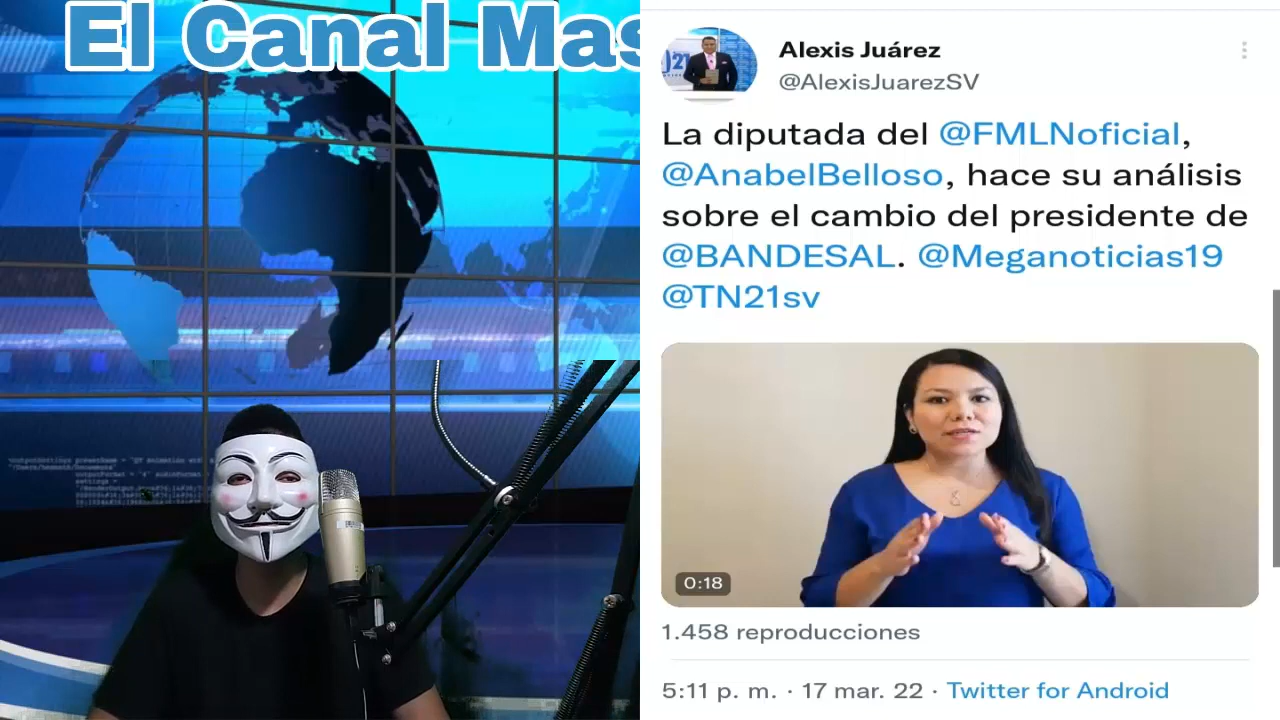 El Canal Mas
Alexis Juárez
@AlexisJuarezSV
La diputada del @FMLNoficial,
@AnabelBelloso, hace su análisis
sobre el cambio del presidente de
@BANDESAL. @Meganoticias19
@TN21sv
0:18
1.458 reproducciones
5:11 p. m. · 17 mar. 22 · Twitter for Android